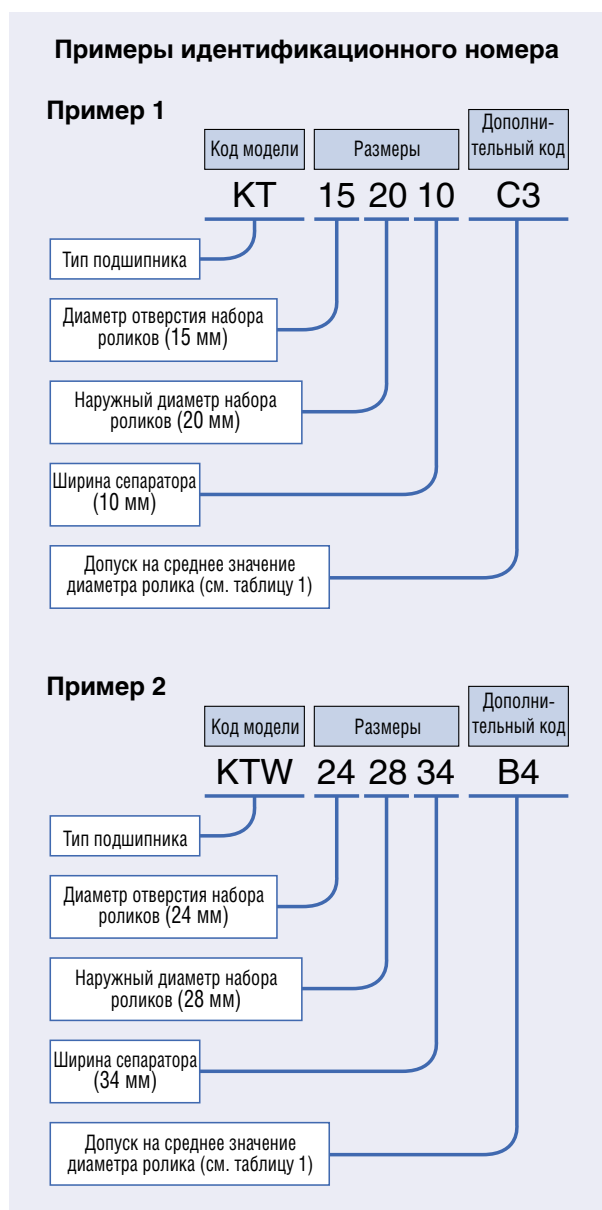 Примеры идентификационного номера
Пример 1
Код модели
Размеры
Дополни-
тельный код
KT 15 20 10 C3
Тип подшипника
Диаметр отверстия набора
роликов (15 мм)
Наружный диаметр набора
роликов (20 мм)
Ширина сепаратора
(10 мм)
Допуск на среднее значение
диаметра ролика (см. таблицу 1)
Пример 2
Код модели
Размеры
Дополни-
тельный код
KTW 24 28 34 B4
Тип подшипника
Диаметр отверстия набора
роликов (24 мм)
Наружный диаметр набора
роликов (28 мм)
Ширина сепаратора
(34 мм)
Допуск на среднее значение
диаметра ролика (см. таблицу 1)